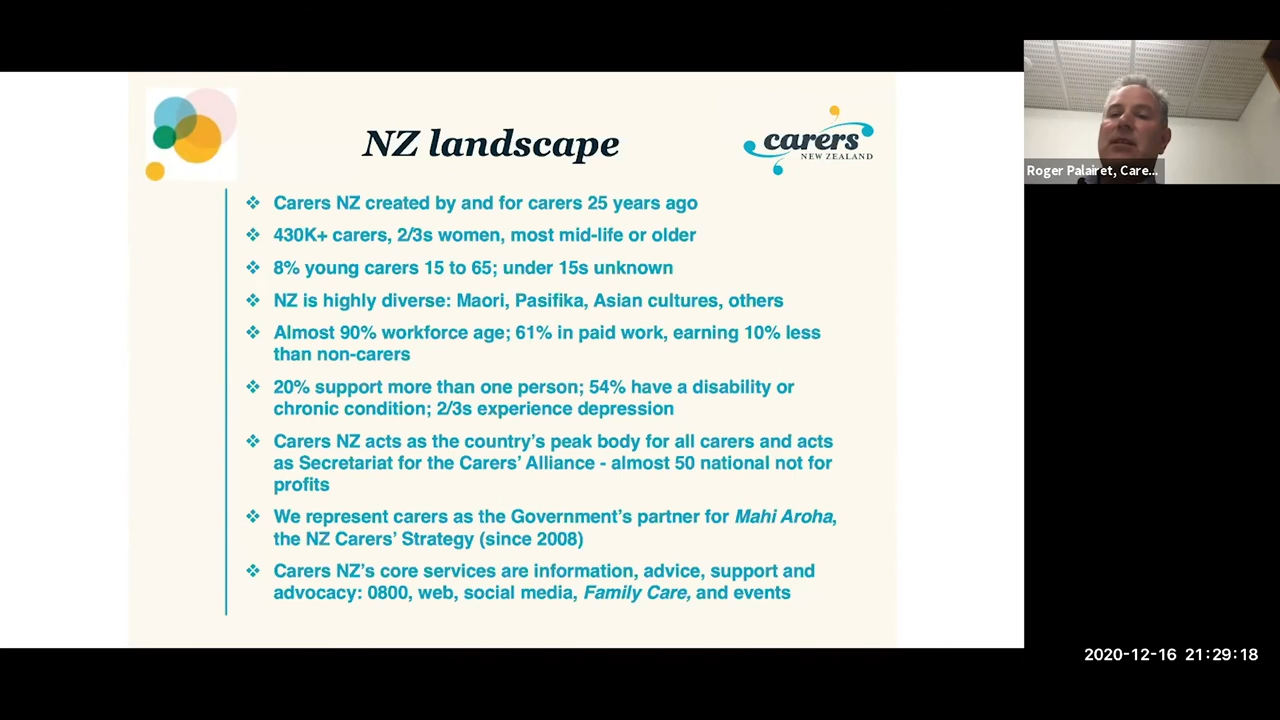 NZ landscape
carers
NEW ZEALAND
Carers NZ created by and for carers 25 years ago
430K+ carers, 2/3s women, most mid-life or older
8% young carers 15 to 65; under 15s unknown
NZ is highly diverse: Maori, Pasifika, Asian cultures, others
Almost 90% workforce age; 61% in paid work, earning 10% less
than non-carers
20% support more than one person; 54% have a disability or
chronic condition; 2/3s experience depression
Carers NZ acts as the country's peak body for all carers and acts
as Secretariat for the Carers' Alliance - almost 50 national not for
profits
We represent carers as the Government's partner for Mahi Aroha,
the NZ Carers' Strategy (since 2008)
Carers NZ's core services are information, advice, support and
advocacy: 0800, web, social media, Family Care, and events
Roger Palairet, Care...
2020-12-16 21:29:18